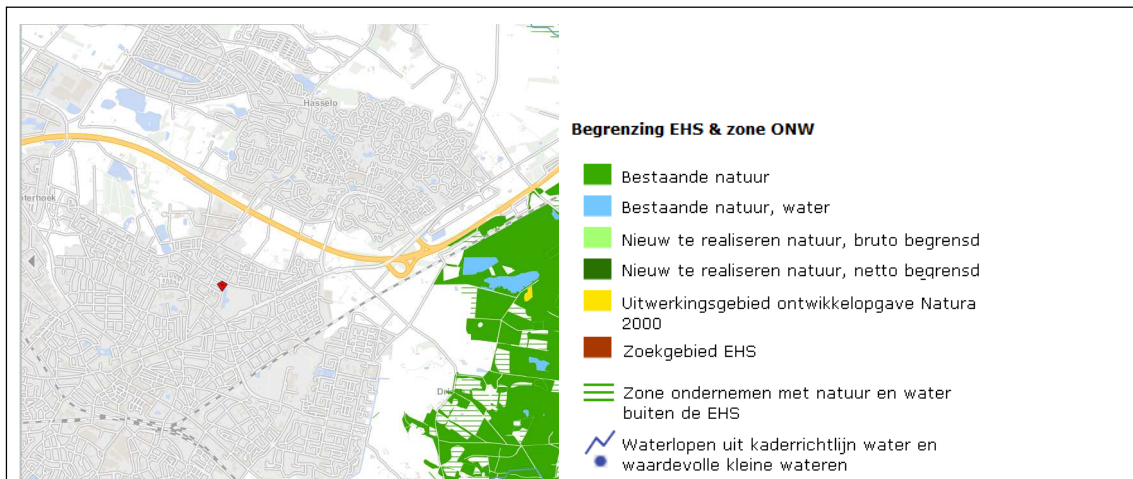 Hasselo
terhoek
Dri
Begrenzing EHS & zone ONW
Bestaande natuur
Bestaande natuur, water
Nieuw te realiseren natuur, bruto begrensd
Nieuw te realiseren natuur, netto begrensd
Uitwerkingsgebied ontwikkelopgave Natura
2000
Zoekgebied EHS
Zone ondernemen met natuur en water
buiten de EHS
Waterlopen uit kaderrichtlijn water en
waardevolle kleine wateren